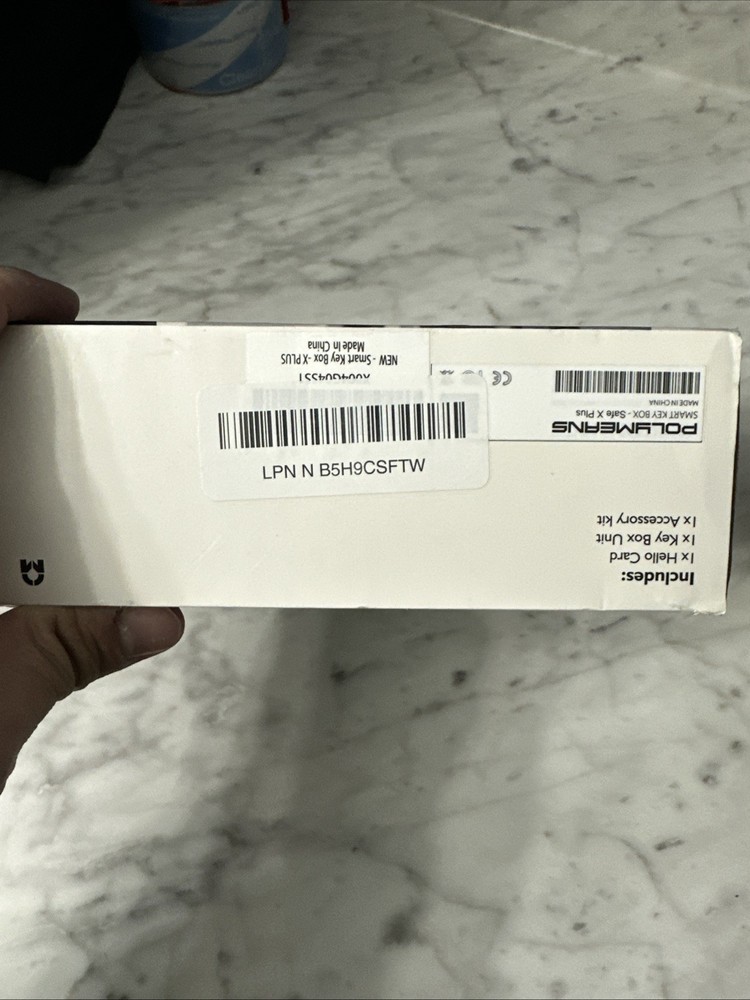 LPN N B5H9CSFTW
NEW - Smart Key Box - X PLUS
Made in China
POLYMEANS
SMART KEY BOX - Safe X Plus
MADE IN CHINA
CE
Includes:
1x Hello Card
1x Key Box Unit
1x Accessory kit